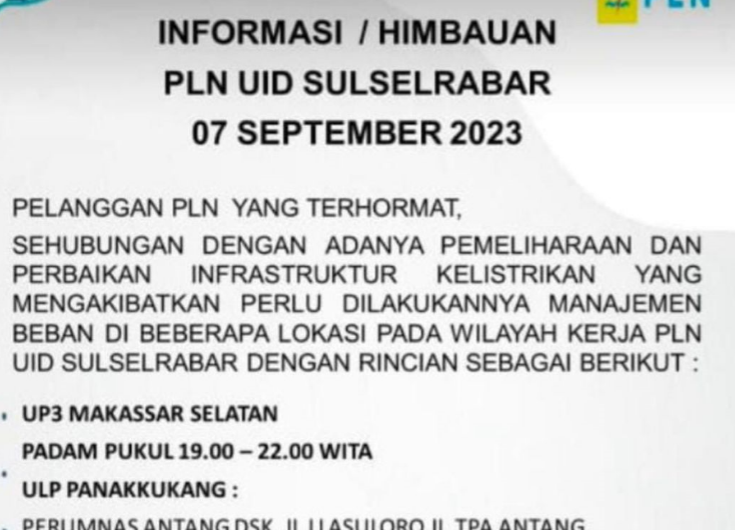 PLN
INFORMASI / HIMBAUAN
PLN UID SULSELRABAR
07 SEPTEMBER 2023
PELANGGAN PLN YANG TERHORMAT,
SEHUBUNGAN DENGAN ADANYA PEMELIHARAAN DAN
PERBAIKAN INFRASTRUKTUR KELISTRIKAN YANG
MENGAKIBATKAN PERLU DILAKUKANNYA MANAJEMEN
BEBAN DI BEBERAPA LOKASI PADA WILAYAH KERJA PLN
UID SULSELRABAR DENGAN RINCIAN SEBAGAI BERIKUT :
UP3 MAKASSAR SELATAN
PADAM PUKUL 19.00 – 22.00 WITA
ULP PANAKKUKANG :
PERUMNAS ANTANG DSK, JL TPA ANTANG